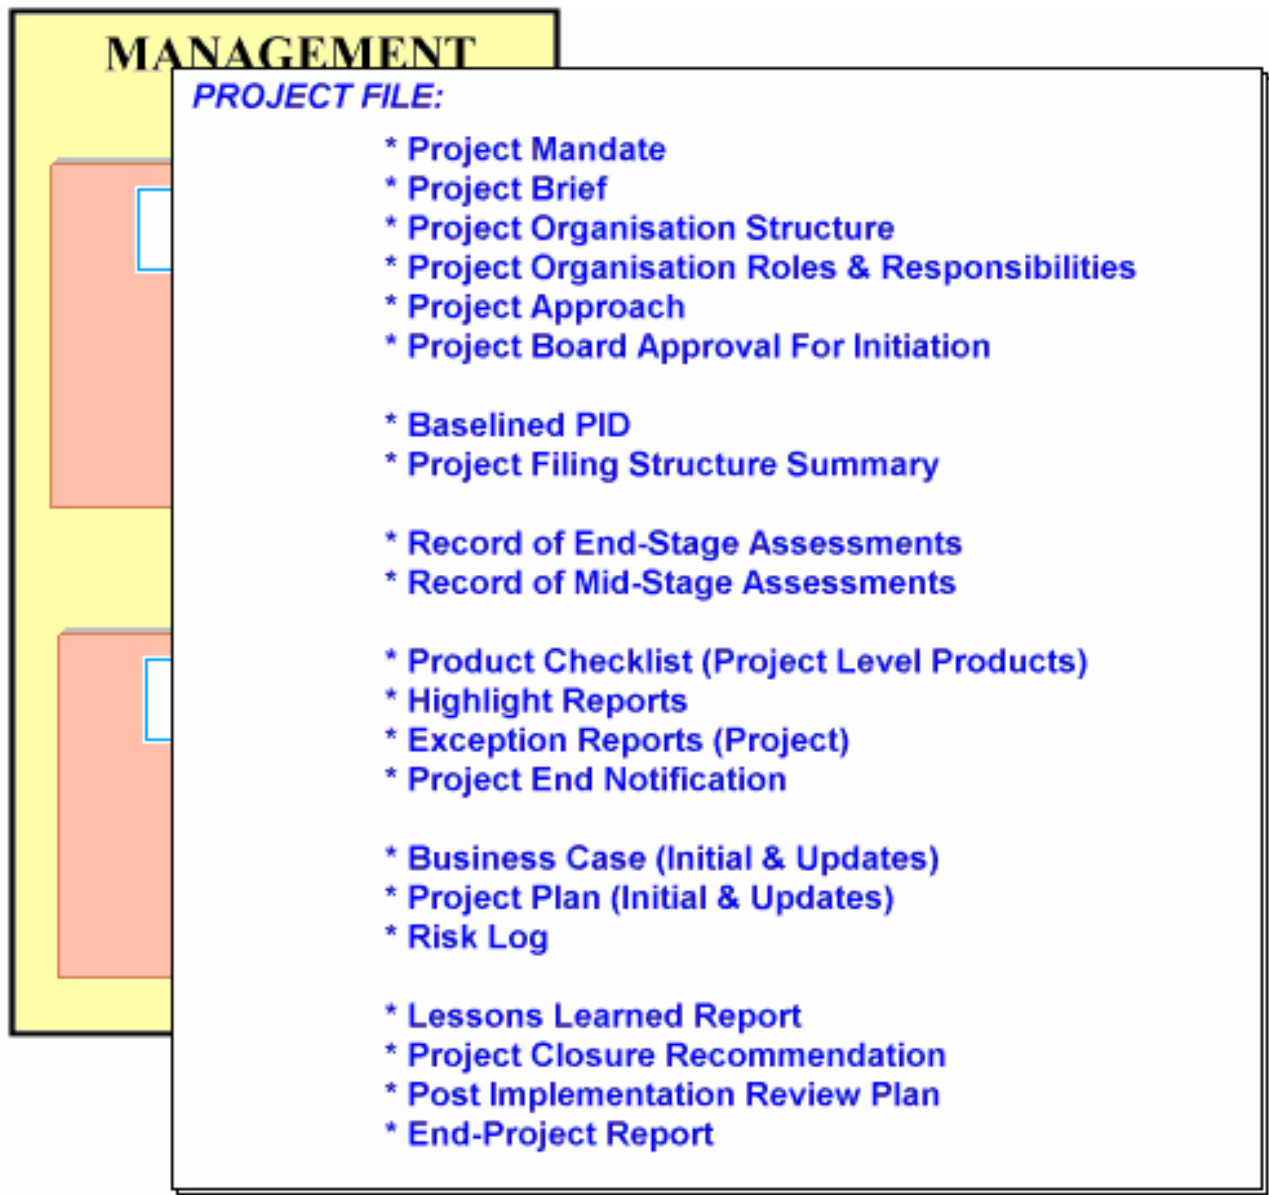 MANAGEMENT
PROJECT FILE:
* Project Mandate
* Project Brief
* Project Organisation Structure
* Project Organisation Roles & Responsibilities
* Project Approach
* Project Board Approval For Initiation
* Baselined PID
* Project Filing Structure Summary
* Record of End-Stage Assessments
* Record of Mid-Stage Assessments
* Product Checklist (Project Level Products)
* Highlight Reports
* Exception Reports (Project)
* Project End Notification
* Business Case (Initial & Updates)
* Project Plan (Initial & Updates)
* Risk Log
* Lessons Learned Report
* Project Closure Recommendation
* Post Implementation Review Plan
* End-Project Report